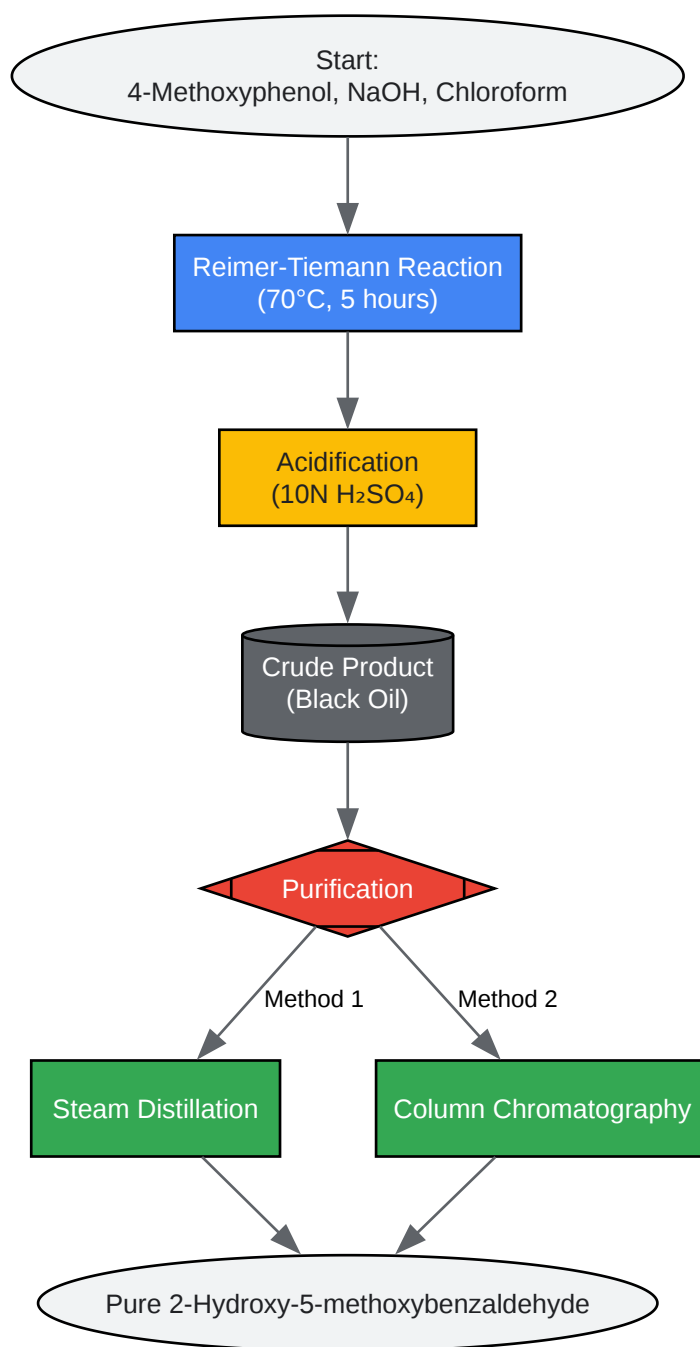 Start:
4-Methoxyphenol, NaOH, Chloroform
Reimer-Tiemann Reaction
(70°C, 5 hours)
Acidification
(10N H₂SO₄)
Crude Product
(Black Oil)
Purification
Method 1
Method 2
Steam Distillation
Column Chromatography
Pure 2-Hydroxy-5-methoxybenzaldehyde